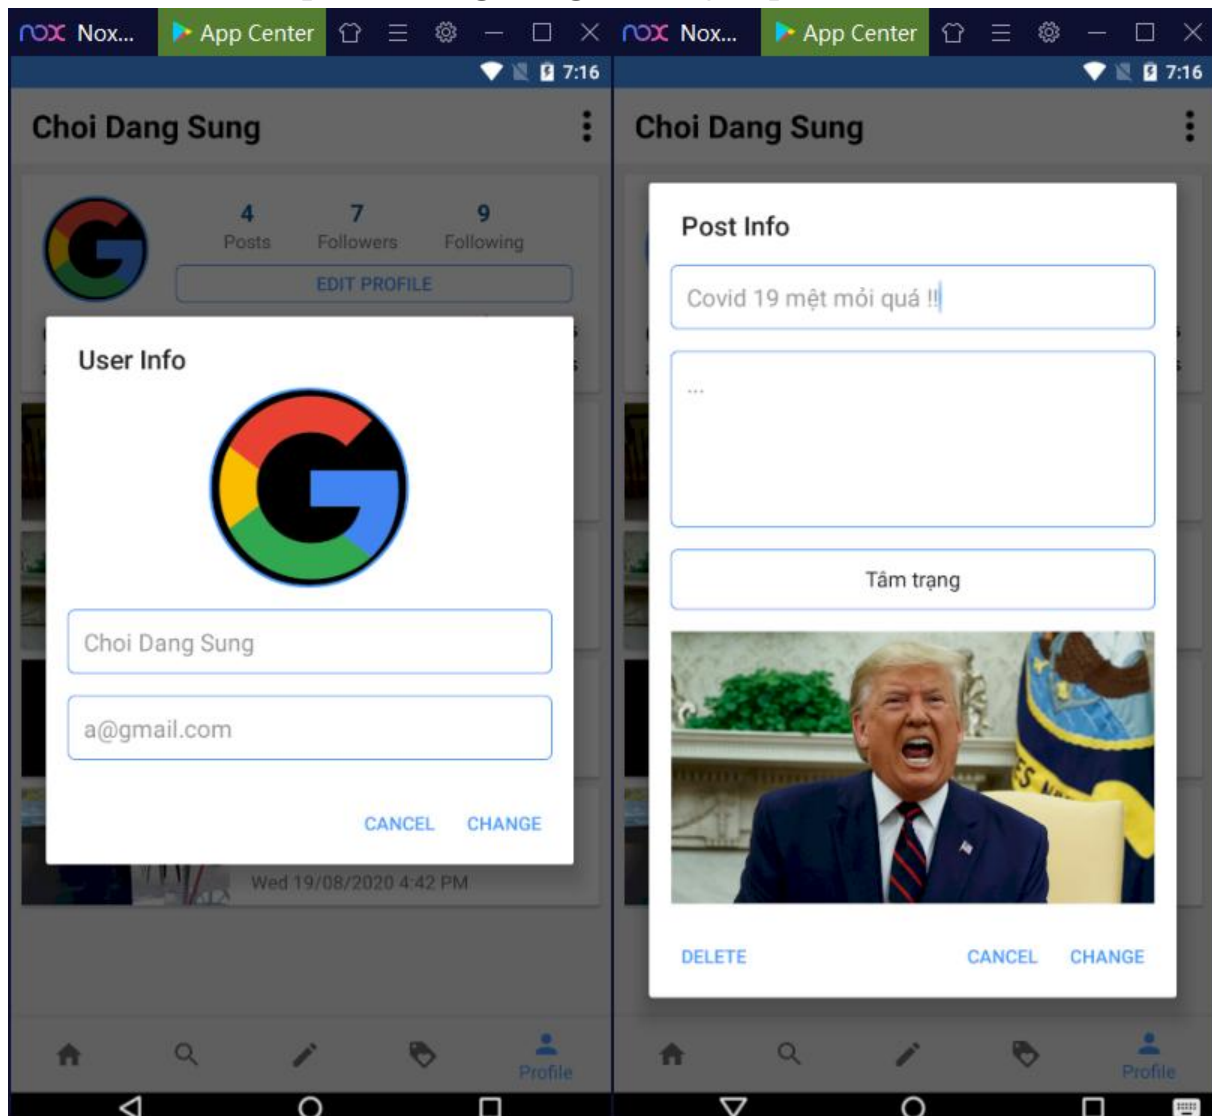 nox Nox... App Center
7:16
Choi Dang Sung
4 7 9
Posts Followers Following
EDIT PROFILE
User Info
Choi Dang Sung
a@gmail.com
CANCEL CHANGE
Wed 19/08/2020 4:42 PM
Profile
nox Nox... App Center
7:16
Choi Dang Sung
Post Info
Covid 19 mệt mỏi quá !!
...
Tâm trạng
DELETE CANCEL CHANGE
Profile